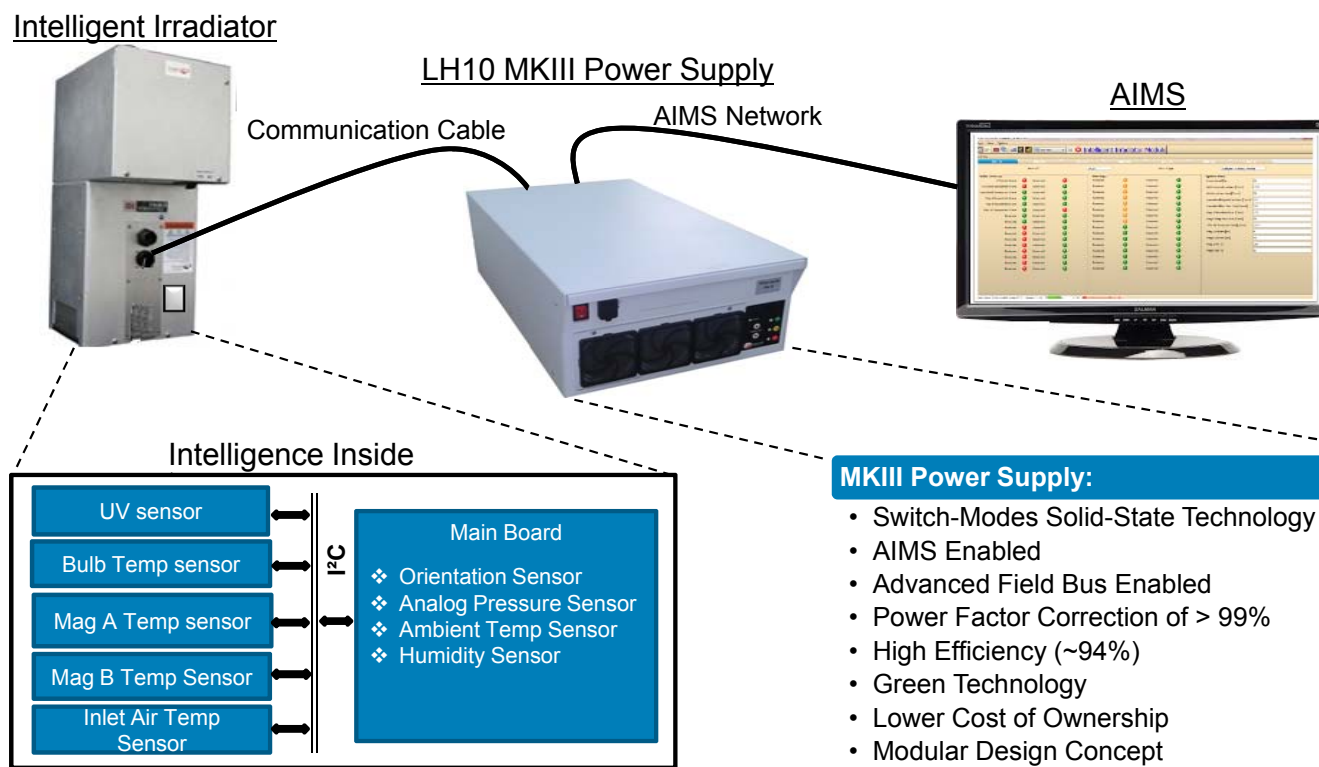 Intelligent Irradiator
LH10 MKIII Power Supply
AIMS
Communication Cable
AIMS Network
Intelligent Irradiator Module
Intelligence Inside
UV sensor
Bulb Temp sensor
Mag A Temp sensor
Mag B Temp Sensor
Inlet Air Temp
Sensor
I²C
Main Board
❖ Orientation Sensor
❖ Analog Pressure Sensor
❖ Ambient Temp Sensor
❖ Humidity Sensor
MKIII Power Supply:
• Switch-Modes Solid-State Technology
• AIMS Enabled
• Advanced Field Bus Enabled
• Power Factor Correction of > 99%
• High Efficiency (~94%)
• Green Technology
• Lower Cost of Ownership
• Modular Design Concept